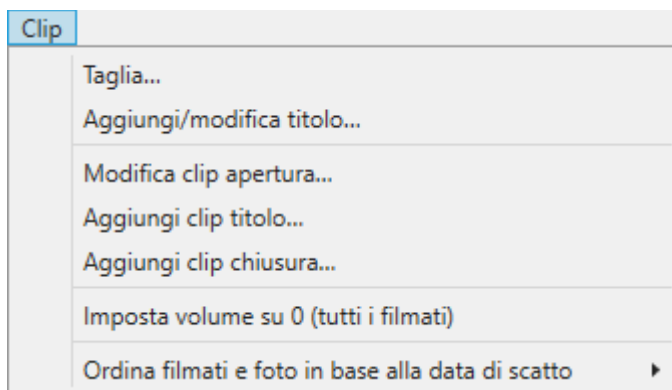 Clip
Taglia...
Aggiungi/modifica titolo...
Modifica clip apertura...
Aggiungi clip titolo...
Aggiungi clip chiusura...
Imposta volume su 0 (tutti i filmati)
Ordina filmati e foto in base alla data di scatto